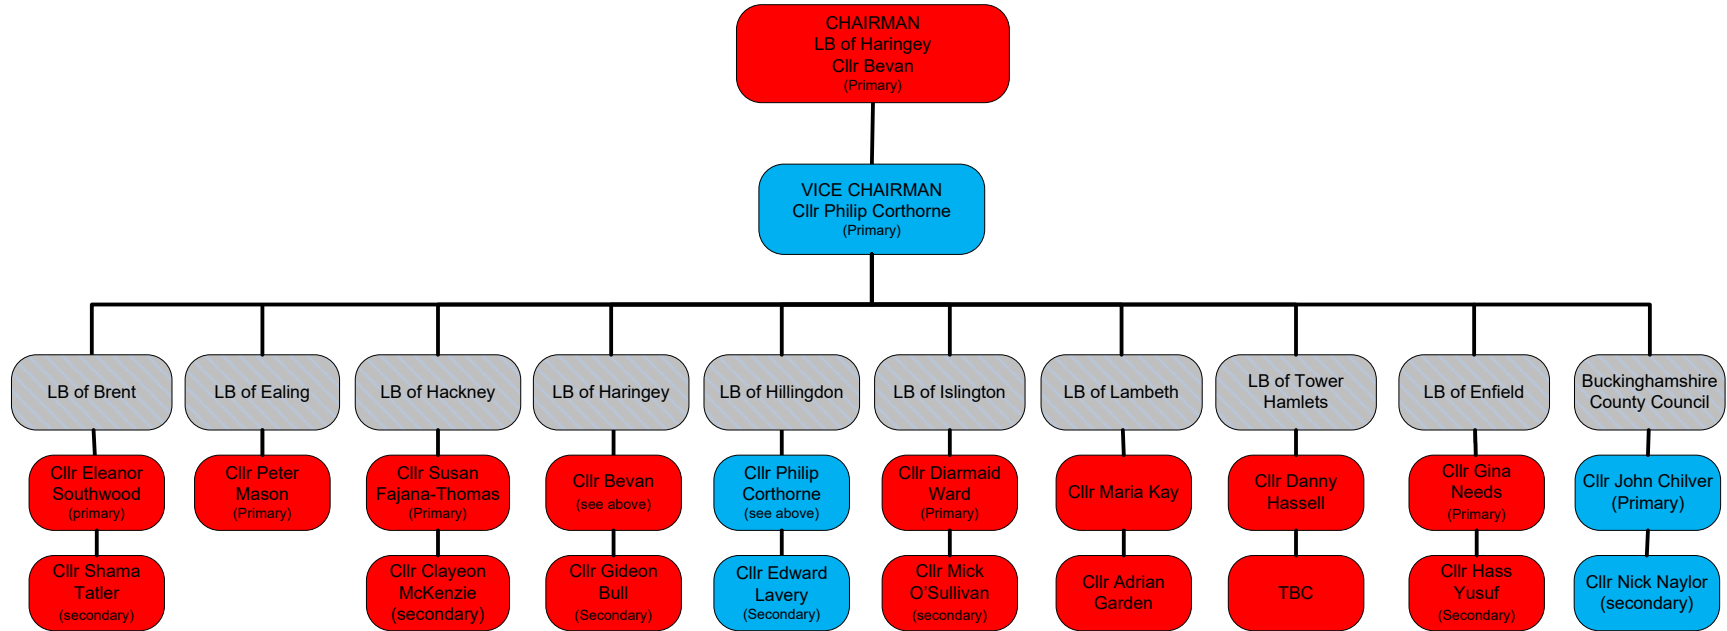 CHAIRMAN
LB of Haringey
Cllr Bevan
(Primary)
VICE CHAIRMAN
Cllr Philip Corthorne
(Primary)
LB of Brent
LB of Ealing
LB of Hackney
LB of Haringey
LB of Hillingdon
LB of Islington
LB of Lambeth
LB of Tower
Hamlets
LB of Enfield
Buckinghamshire
County Council
Cllr Eleanor
Southwood
(primary)
Cllr Peter
Mason
(Primary)
Cllr Susan
Fajana-Thomas
(Primary)
Cllr Bevan
(see above)
Cllr Philip
Corthorne
(see above)
Cllr Diarmaid
Ward
(Primary)
Cllr Maria Kay
Cllr Danny
Hassell
Cllr Gina
Needs
(Primary)
Cllr John Chilver
(Primary)
Cllr Shama
Tatler
(secondary)
Cllr Clayeon
McKenzie
(secondary)
Cllr Gideon
Bull
(Secondary)
Cllr Edward
Lavery
(Secondary)
Cllr Mick
O'Sullivan
(secondary)
Cllr Adrian
Garden
TBC
Cllr Hass
Yusuf
(Secondary)
Cllr Nick Naylor
(secondary)